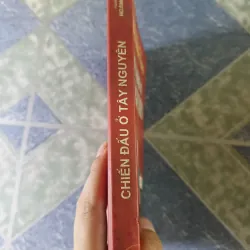 CHIẾN ĐẤU Ở TÂY NGUYÊN